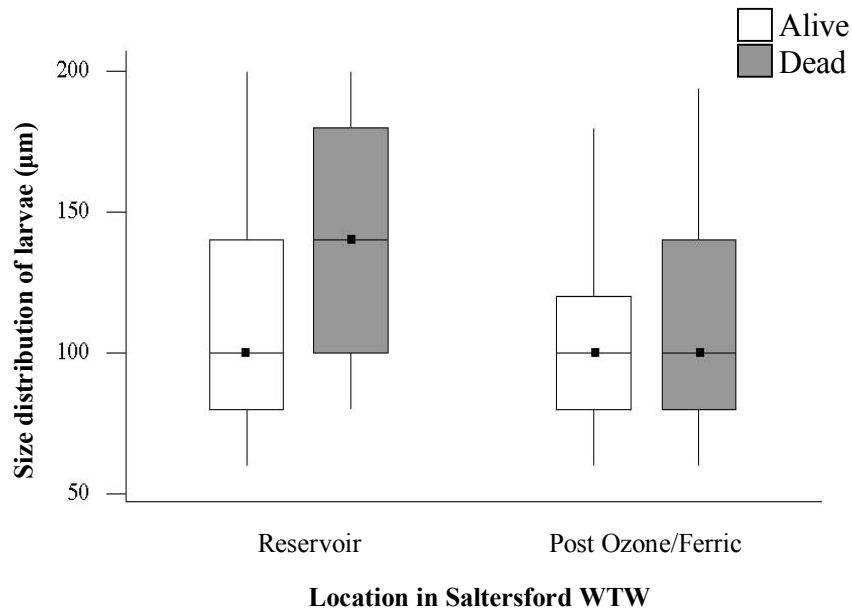 Alive
Dead
200
150
100
50
Size distribution of larvae (µm)
Reservoir
Post Ozone/Ferric
Location in Saltersford WTW